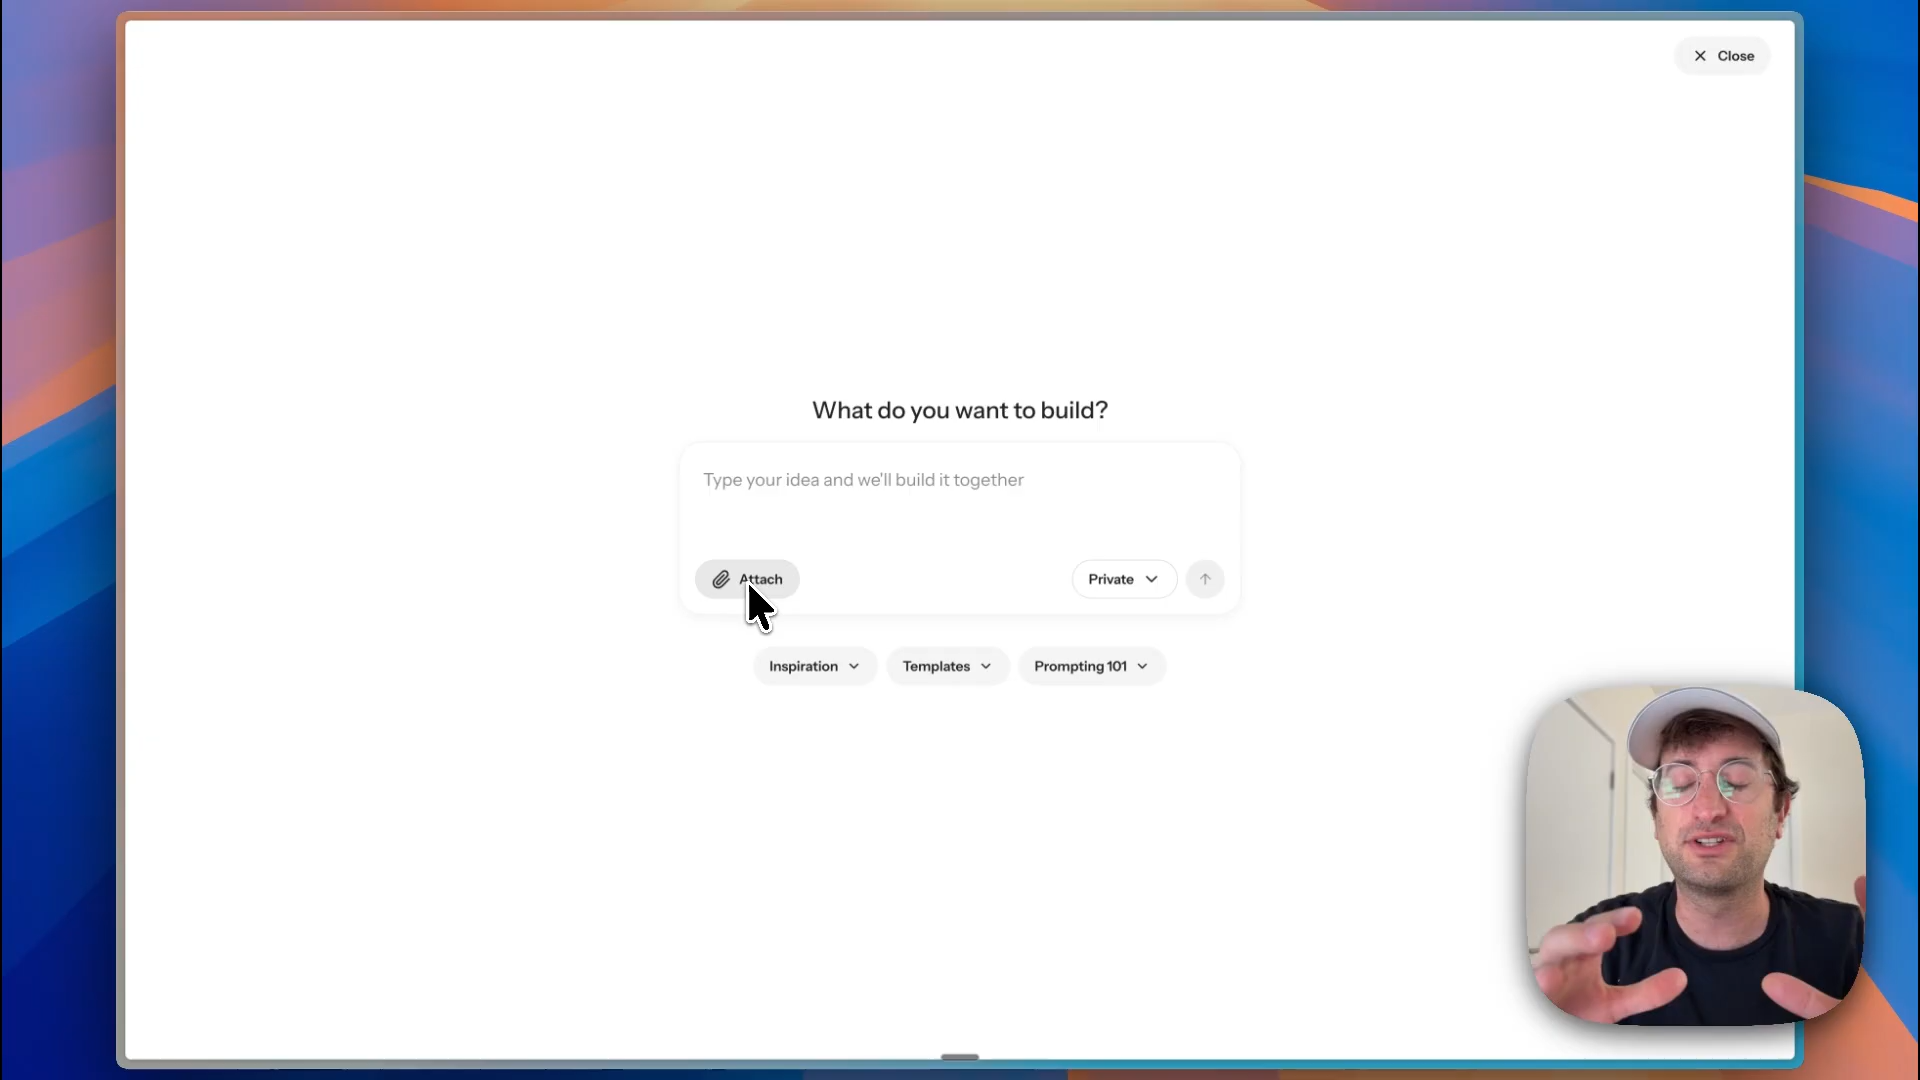 Close
What do you want to build?
Type your idea and we'll build it together
Attach
Private
Inspiration
Templates
Prompting 101